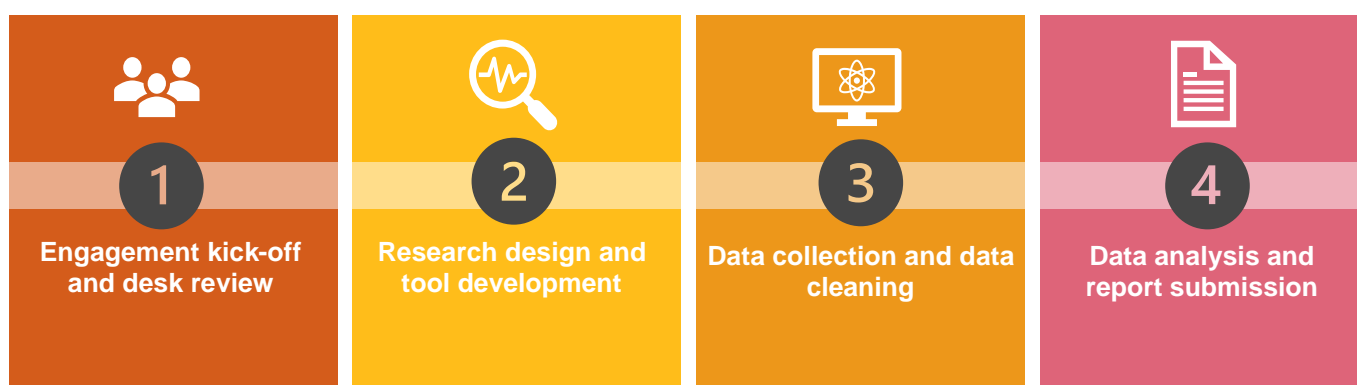 1
Engagement kick-off
and desk review
2
Research design and
tool development
3
Data collection and data
cleaning
4
Data analysis and
report submission